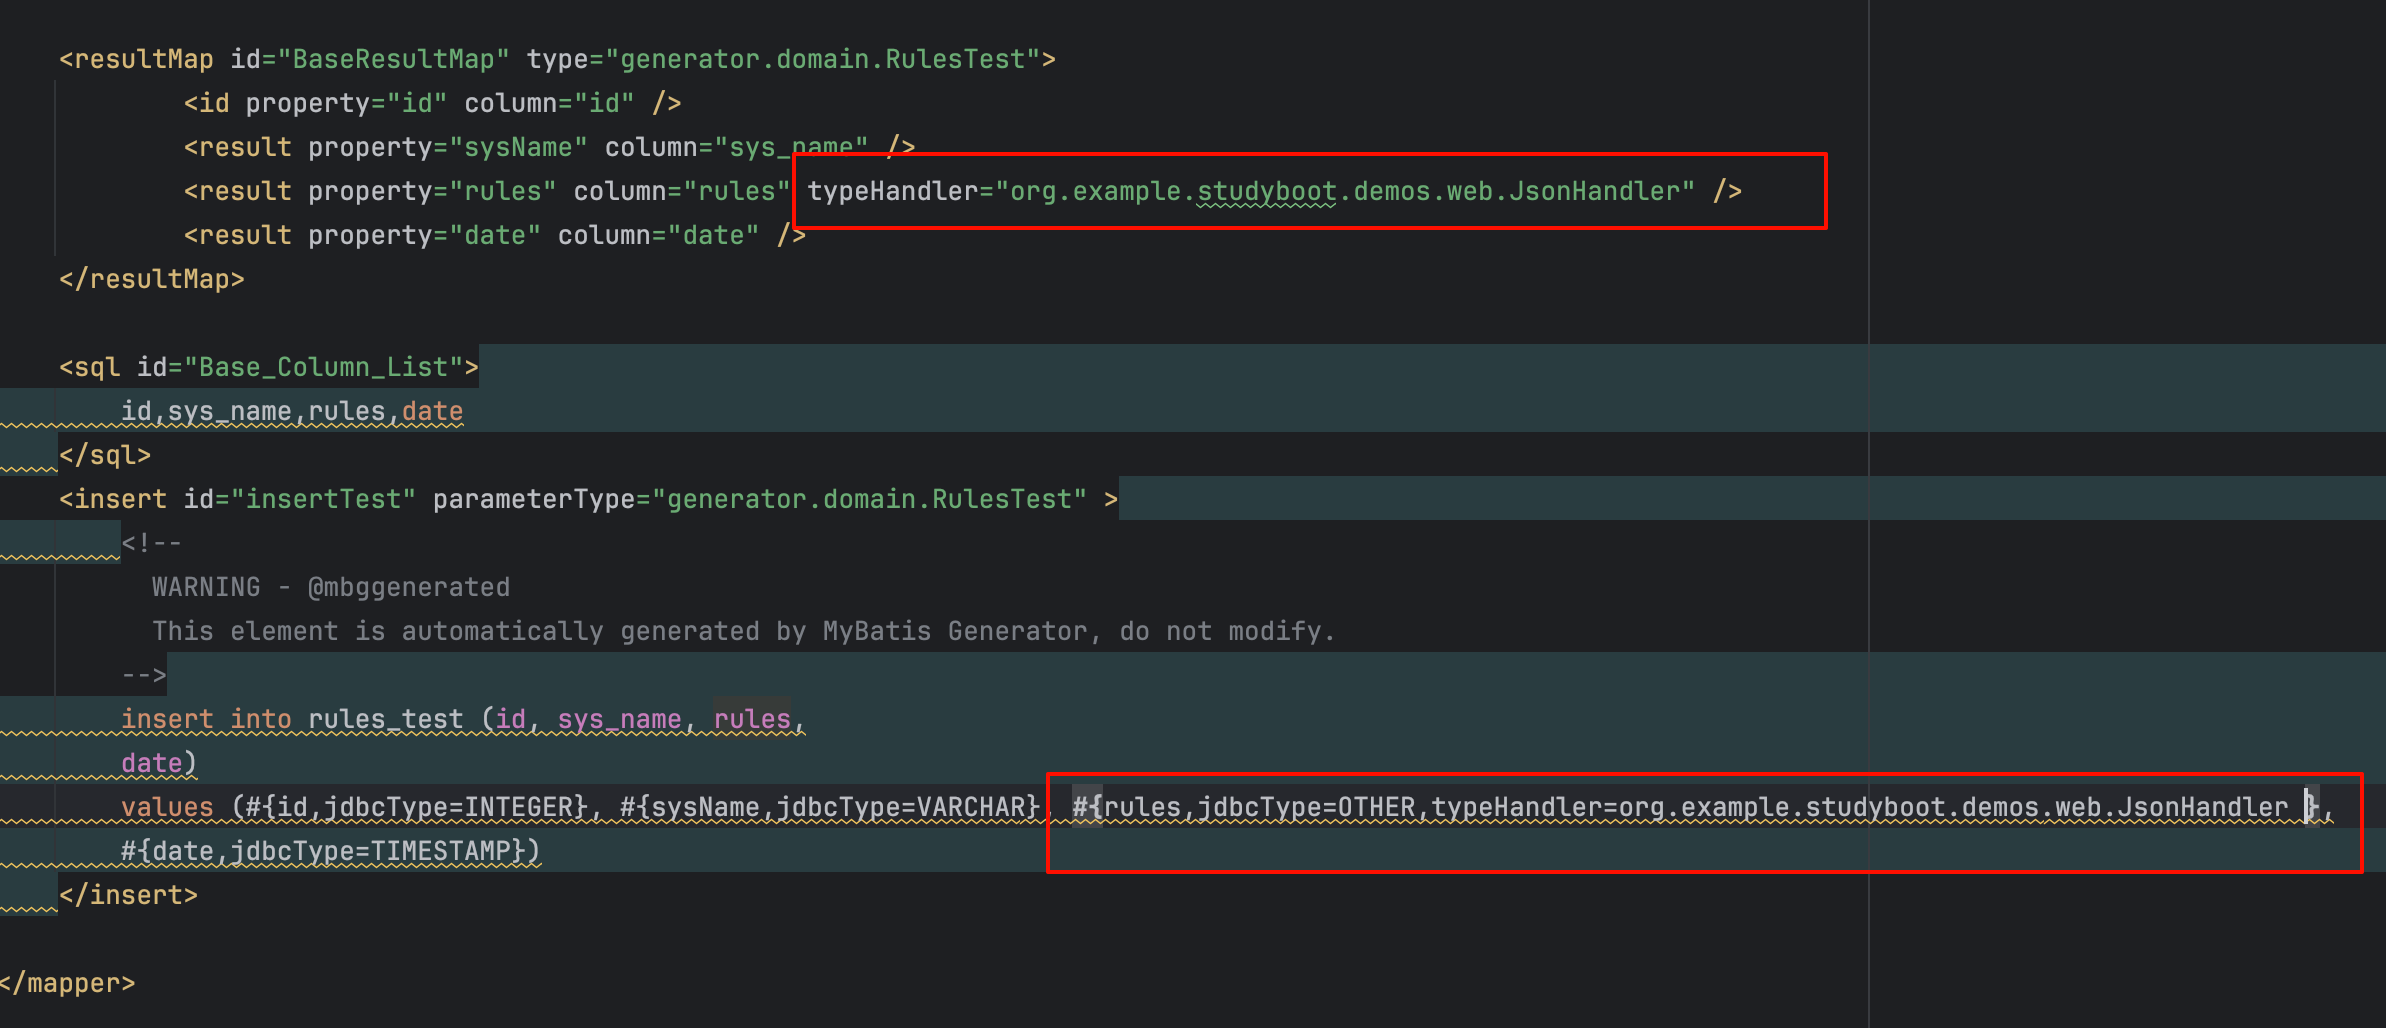 <resultMap id="BaseResultMap" type="generator.domain.RulesTest">
<id property="id" column="id" />
<result property="sysName" column="sys_name" />
<result property="rules" column="rules" typeHandler="org.example.studyboot.demos.web.JsonHandler" />
<result property="date" column="date" />
</resultMap>
<sql id="Base_Column_List">
id,sys_name,rules,date
</sql>
<insert id="insertTest" parameterType="generator.domain.RulesTest" >
<!--
WARNING - @mbggenerated
This element is automatically generated by MyBatis Generator, do not modify.
-->
insert into rules_test (id, sys_name, rules,
date)
values (#{id,jdbcType=INTEGER}, #{sysName,jdbcType=VARCHAR}, #{rules,jdbcType=OTHER,typeHandler=org.example.studyboot.demos.web.JsonHandler },
#{date,jdbcType=TIMESTAMP})
</insert>
</mapper>